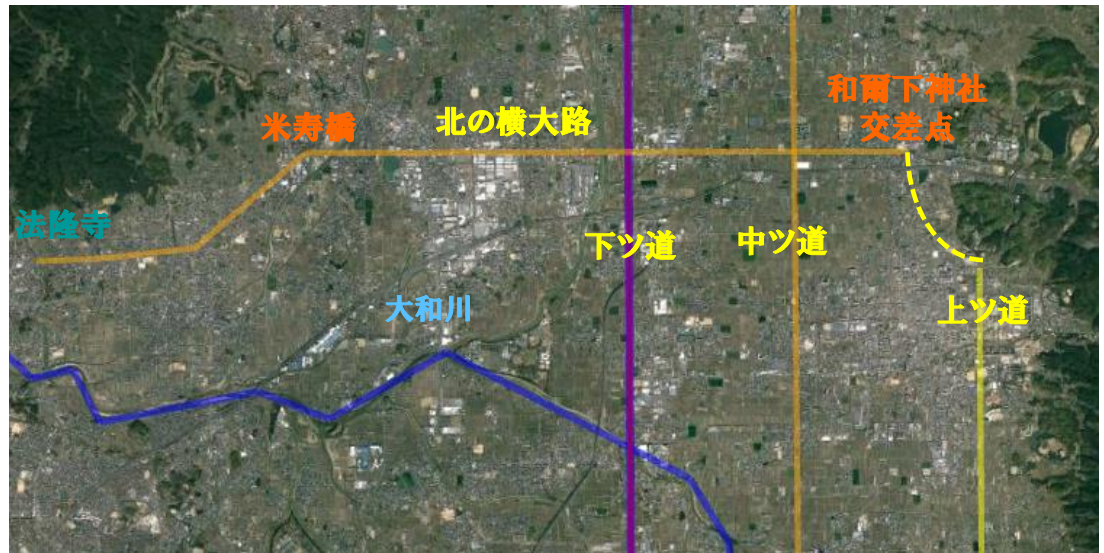 和爾下神社
交差点
米寿橋
北の横大路
法隆寺
下ツ道
中ツ道
大和川
上ツ道